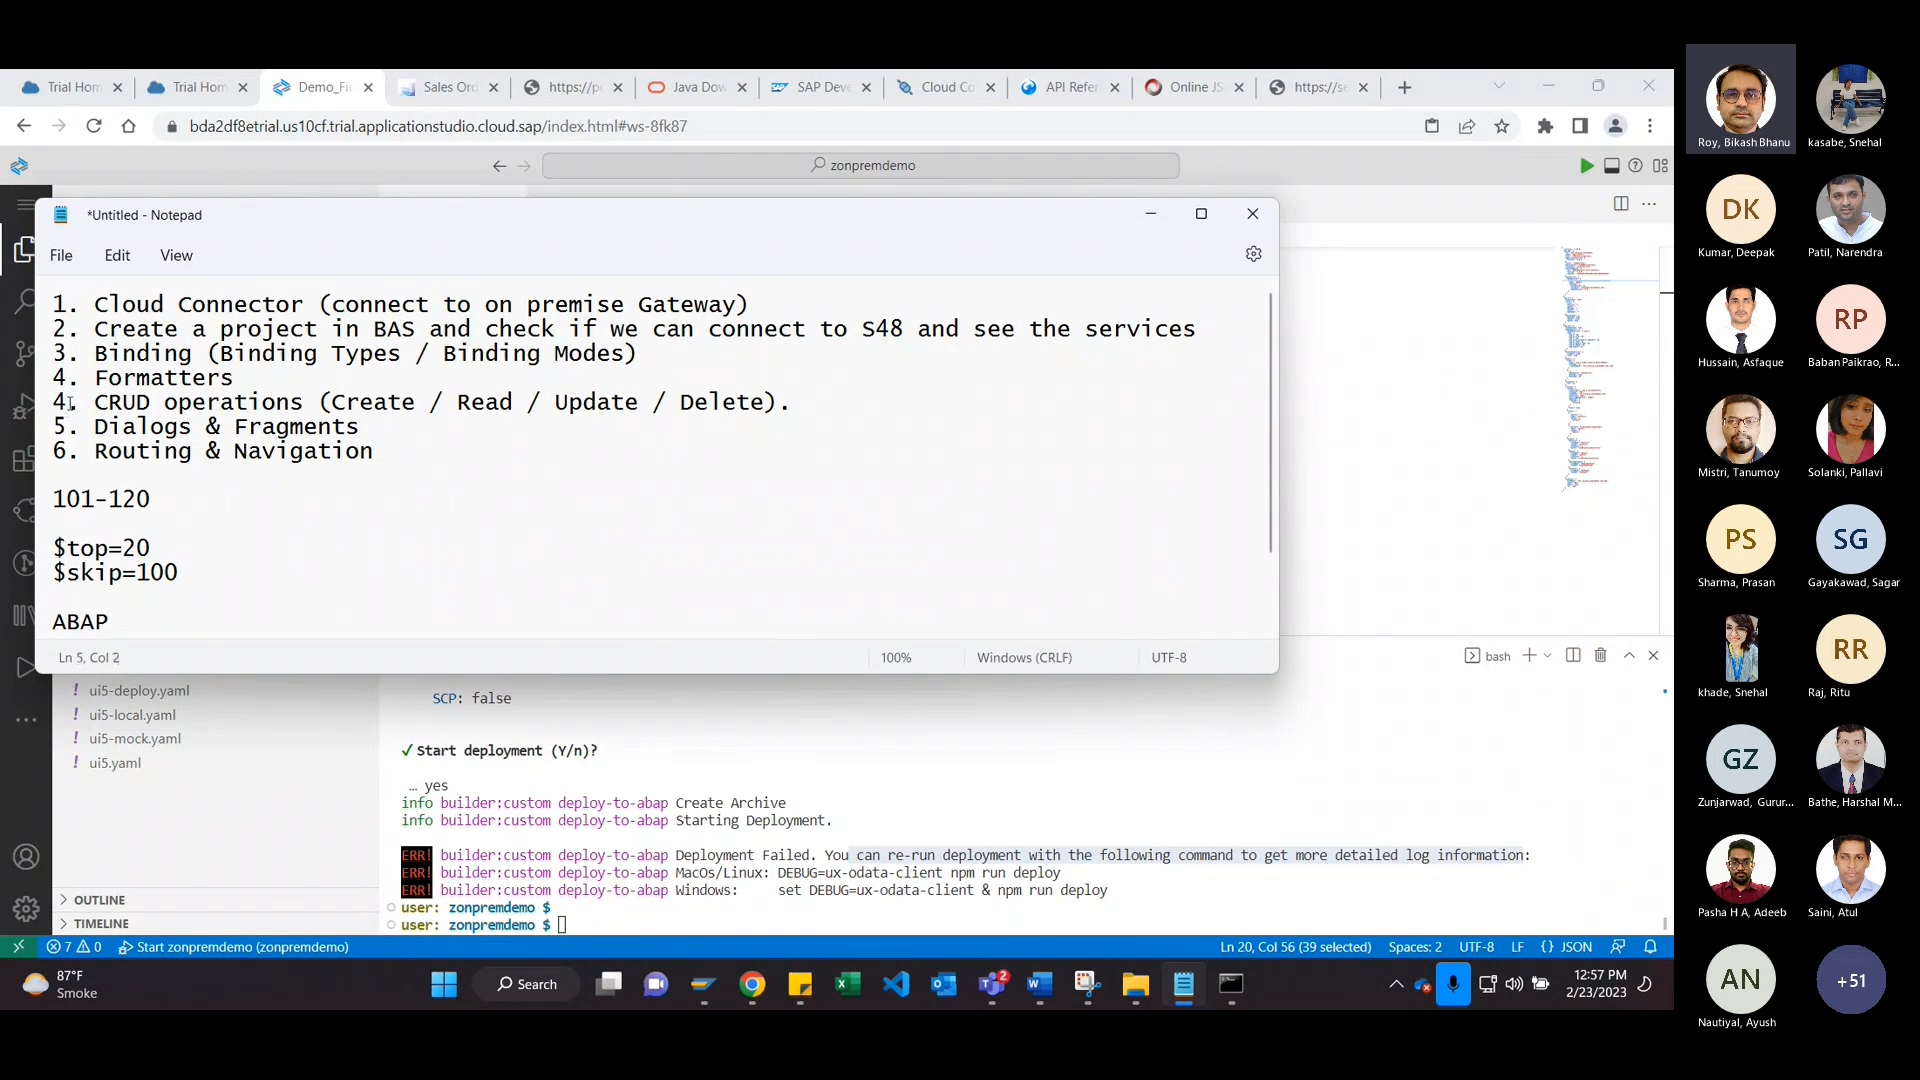 Trial Hom
Trial Hom
Demo_Fic
Sales Ord
https://po
Java Dow
SAP Deve
Cloud Co
API Refer
Online JS
https://se
bda2df8etrial.us10cf.trial.applicationstudio.cloud.sap/index.html#ws-8fk87
zonpremdemo
*Untitled - Notepad
File Edit View
1. Cloud Connector (connect to on premise Gateway)
2. Create a project in BAS and check if we can connect to S48 and see the services
3. Binding (Binding Types / Binding Modes)
4. Formatters
4. CRUD operations (Create / Read / Update / Delete).
5. Dialogs & Fragments
6. Routing & Navigation
101-120
$top=20
$skip=100
ABAP
Ln 5, Col 2 100% Windows (CRLF) UTF-8
bash
! ui5-deploy.yaml
! ui5-local.yaml
! ui5-mock.yaml
! ui5.yaml
OUTLINE
TIMELINE
SCP: false
✓ Start deployment (Y/n)?
… yes
info builder:custom deploy-to-abap Create Archive
info builder:custom deploy-to-abap Starting Deployment.
ERR! builder:custom deploy-to-abap Deployment Failed. You can re-run deployment with the following command to get more detailed log information:
ERR! builder:custom deploy-to-abap MacOs/Linux: DEBUG=ux-odata-client npm run deploy
ERR! builder:custom deploy-to-abap Windows: set DEBUG=ux-odata-client & npm run deploy
user: zonpremdemo $
user: zonpremdemo $
7 0 Start zonpremdemo (zonpremdemo)
Ln 20, Col 56 (39 selected) Spaces: 2 UTF-8 LF {} JSON
87°F
Smoke
Search
2
12:57 PM
2/23/2023
Roy, Bikash Bhanu
kasabe, Snehal
DK
Kumar, Deepak
Patil, Narendra
Hussain, Asfaque
RP
Baban Paikrao, R...
Mistri, Tanumoy
Solanki, Pallavi
PS
Sharma, Prasan
SG
Gayakawad, Sagar
khade, Snehal
RR
Raj, Ritu
GZ
Zunjarwad, Gurur...
Bathe, Harshal M...
Pasha H A, Adeeb
Saini, Atul
AN
Nautiyal, Ayush
+51